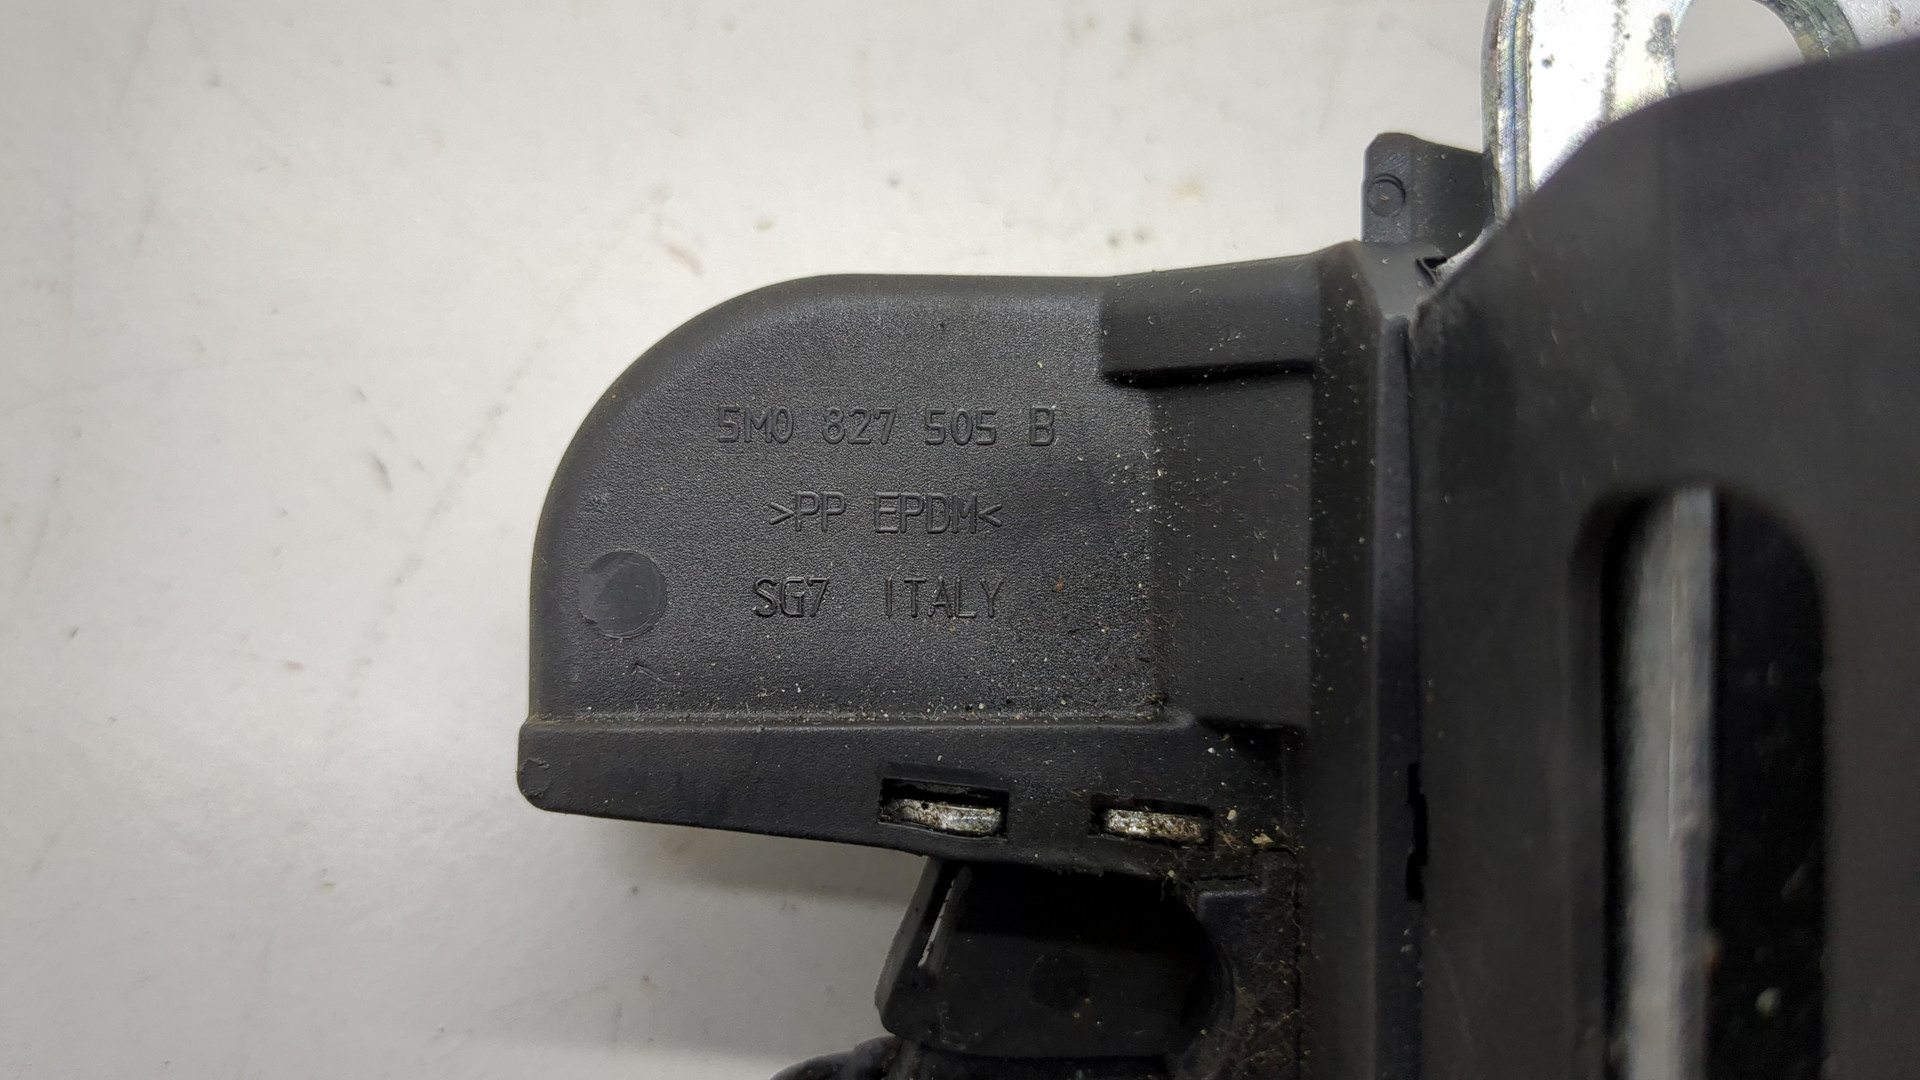 5M0 827 505 B
>PP EPDM<
SG7 ITALY